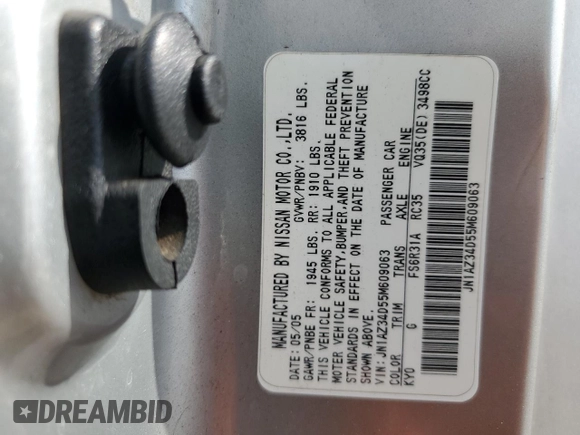 MANUFACTURED BY NISSAN MOTOR CO.,LTD.
DATE: 05/05 GVWR/PNBV: 3816 LBS.
GAWR/PNBE FR: 1945 LBS. RR: 1910 LBS.
THIS VEHICLE CONFORMS TO ALL APPLICABLE FEDERAL
MOTER VEHICLE SAFETY,BUMPER,AND THEFT PREVENTION
STANDARDS IN EFFECT ON THE DATE OF MANUFACTURE
SHOWN ABOVE.
VIN: JN1AZ34D55M609063 PASSENGER CAR
COLOR TRIM TRANS AXLE ENGINE
KY0 G FS6R31A RC35 VQ35(DE) 3498CC
JN1AZ34D55M609063
DREAMBID